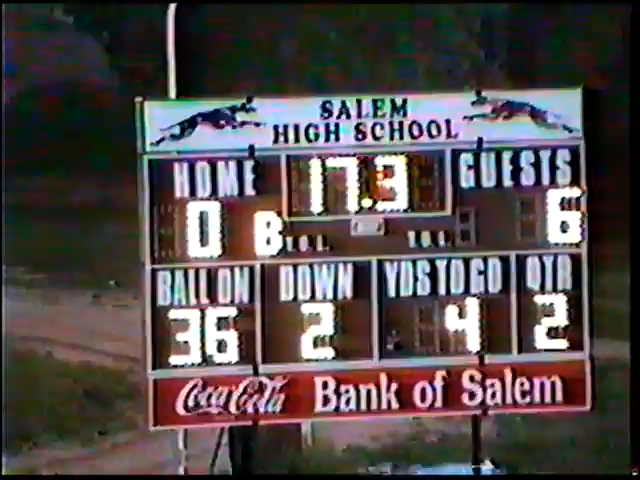 SALEM
HIGH SCHOOL
HOME 17.3 GUESTS
0 8 T.O.L. T.O.L. 6
BALL ON DOWN YDS TO GO QTR
36 2 4 2
Coca-Cola Bank of Salem